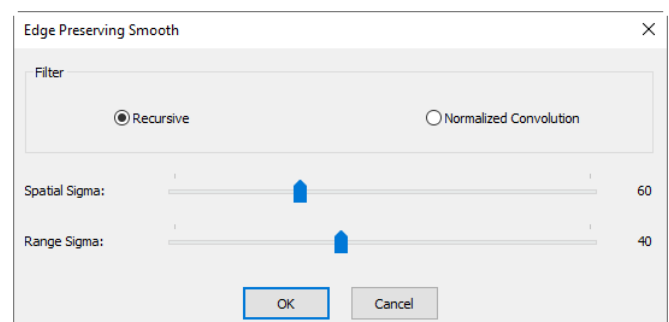 Edge Preserving Smooth
Filter
Recursive
Normalized Convolution
Spatial Sigma:
60
Range Sigma:
40
OK
Cancel